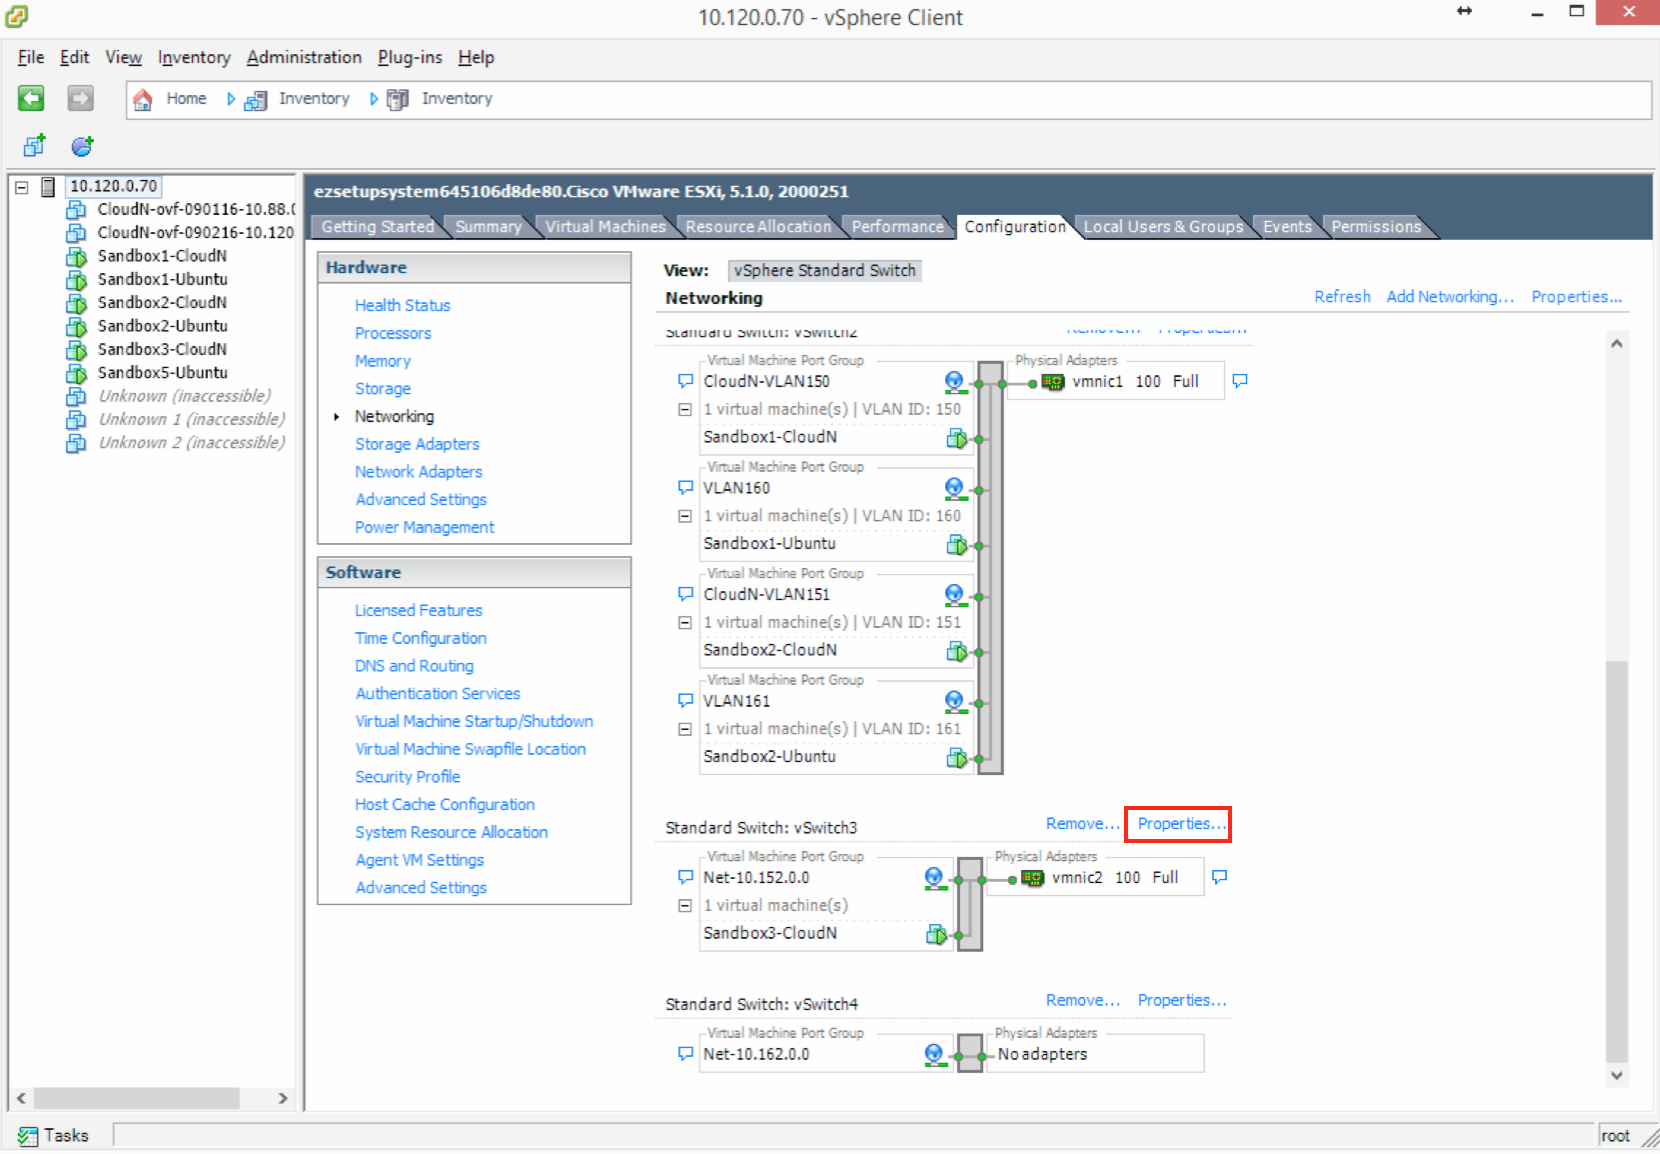 10.120.0.70 - vSphere Client
File Edit View Inventory Administration Plug-ins Help
Home Inventory Inventory
10.120.0.70
CloudN-ovf-090116-10.88.0
CloudN-ovf-090216-10.120
Sandbox1-CloudN
Sandbox1-Ubuntu
Sandbox2-CloudN
Sandbox2-Ubuntu
Sandbox3-CloudN
Sandbox5-Ubuntu
Unknown (inaccessible)
Unknown 1 (inaccessible)
Unknown 2 (inaccessible)
ezsetupsystem645106d8de80.Cisco VMware ESXi, 5.1.0, 2000251
Getting Started Summary Virtual Machines Resource Allocation Performance Configuration Local Users & Groups Events Permissions
Hardware
Health Status
Processors
Memory
Storage
Networking
Storage Adapters
Network Adapters
Advanced Settings
Power Management
Software
Licensed Features
Time Configuration
DNS and Routing
Authentication Services
Virtual Machine Startup/Shutdown
Virtual Machine Swapfile Location
Security Profile
Host Cache Configuration
System Resource Allocation
Agent VM Settings
Advanced Settings
View: vSphere Standard Switch
Networking Refresh Add Networking... Properties...
Standard Switch: vSwitch2 Remove... Properties...
Virtual Machine Port Group Physical Adapters
CloudN-VLAN150 vmnic1 100 Full
1 virtual machine(s) | VLAN ID: 150
Sandbox1-CloudN
Virtual Machine Port Group
VLAN160
1 virtual machine(s) | VLAN ID: 160
Sandbox1-Ubuntu
Virtual Machine Port Group
CloudN-VLAN151
1 virtual machine(s) | VLAN ID: 151
Sandbox2-CloudN
Virtual Machine Port Group
VLAN161
1 virtual machine(s) | VLAN ID: 161
Sandbox2-Ubuntu
Standard Switch: vSwitch3 Remove... Properties...
Virtual Machine Port Group Physical Adapters
Net-10.152.0.0 vmnic2 100 Full
1 virtual machine(s)
Sandbox3-CloudN
Standard Switch: vSwitch4 Remove... Properties...
Virtual Machine Port Group Physical Adapters
Net-10.162.0.0 No adapters
Tasks root